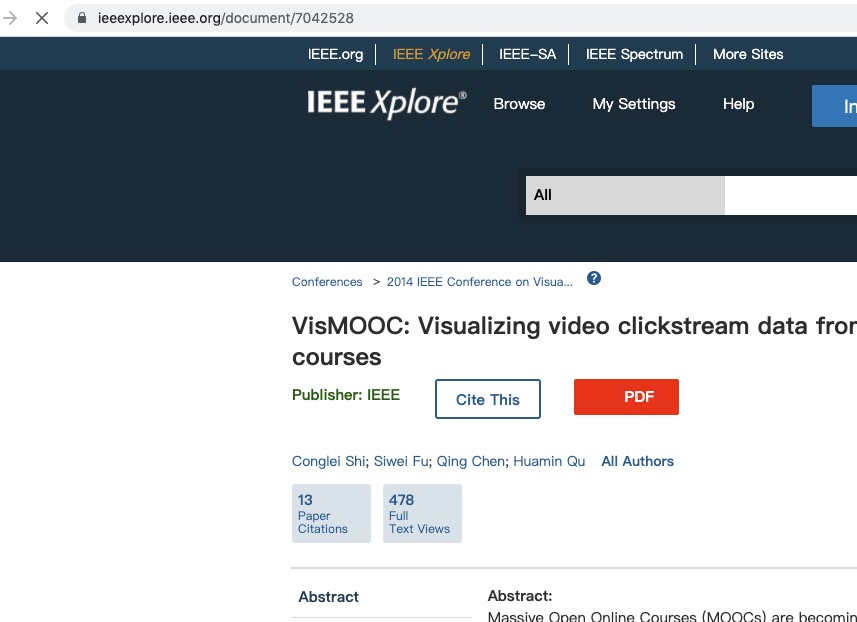 ieeexplore.ieee.org/document/7042528
IEEE.org IEEE Xplore IEEE-SA IEEE Spectrum More Sites
IEEE Xplore® Browse My Settings Help In
All
Conferences > 2014 IEEE Conference on Visua... ?
VisMOOC: Visualizing video clickstream data from
courses
Publisher: IEEE Cite This PDF
Conglei Shi; Siwei Fu; Qing Chen; Huamin Qu All Authors
13
Paper
Citations
478
Full
Text Views
Abstract
Abstract:
Massive Open Online Courses (MOOCs) are becomin